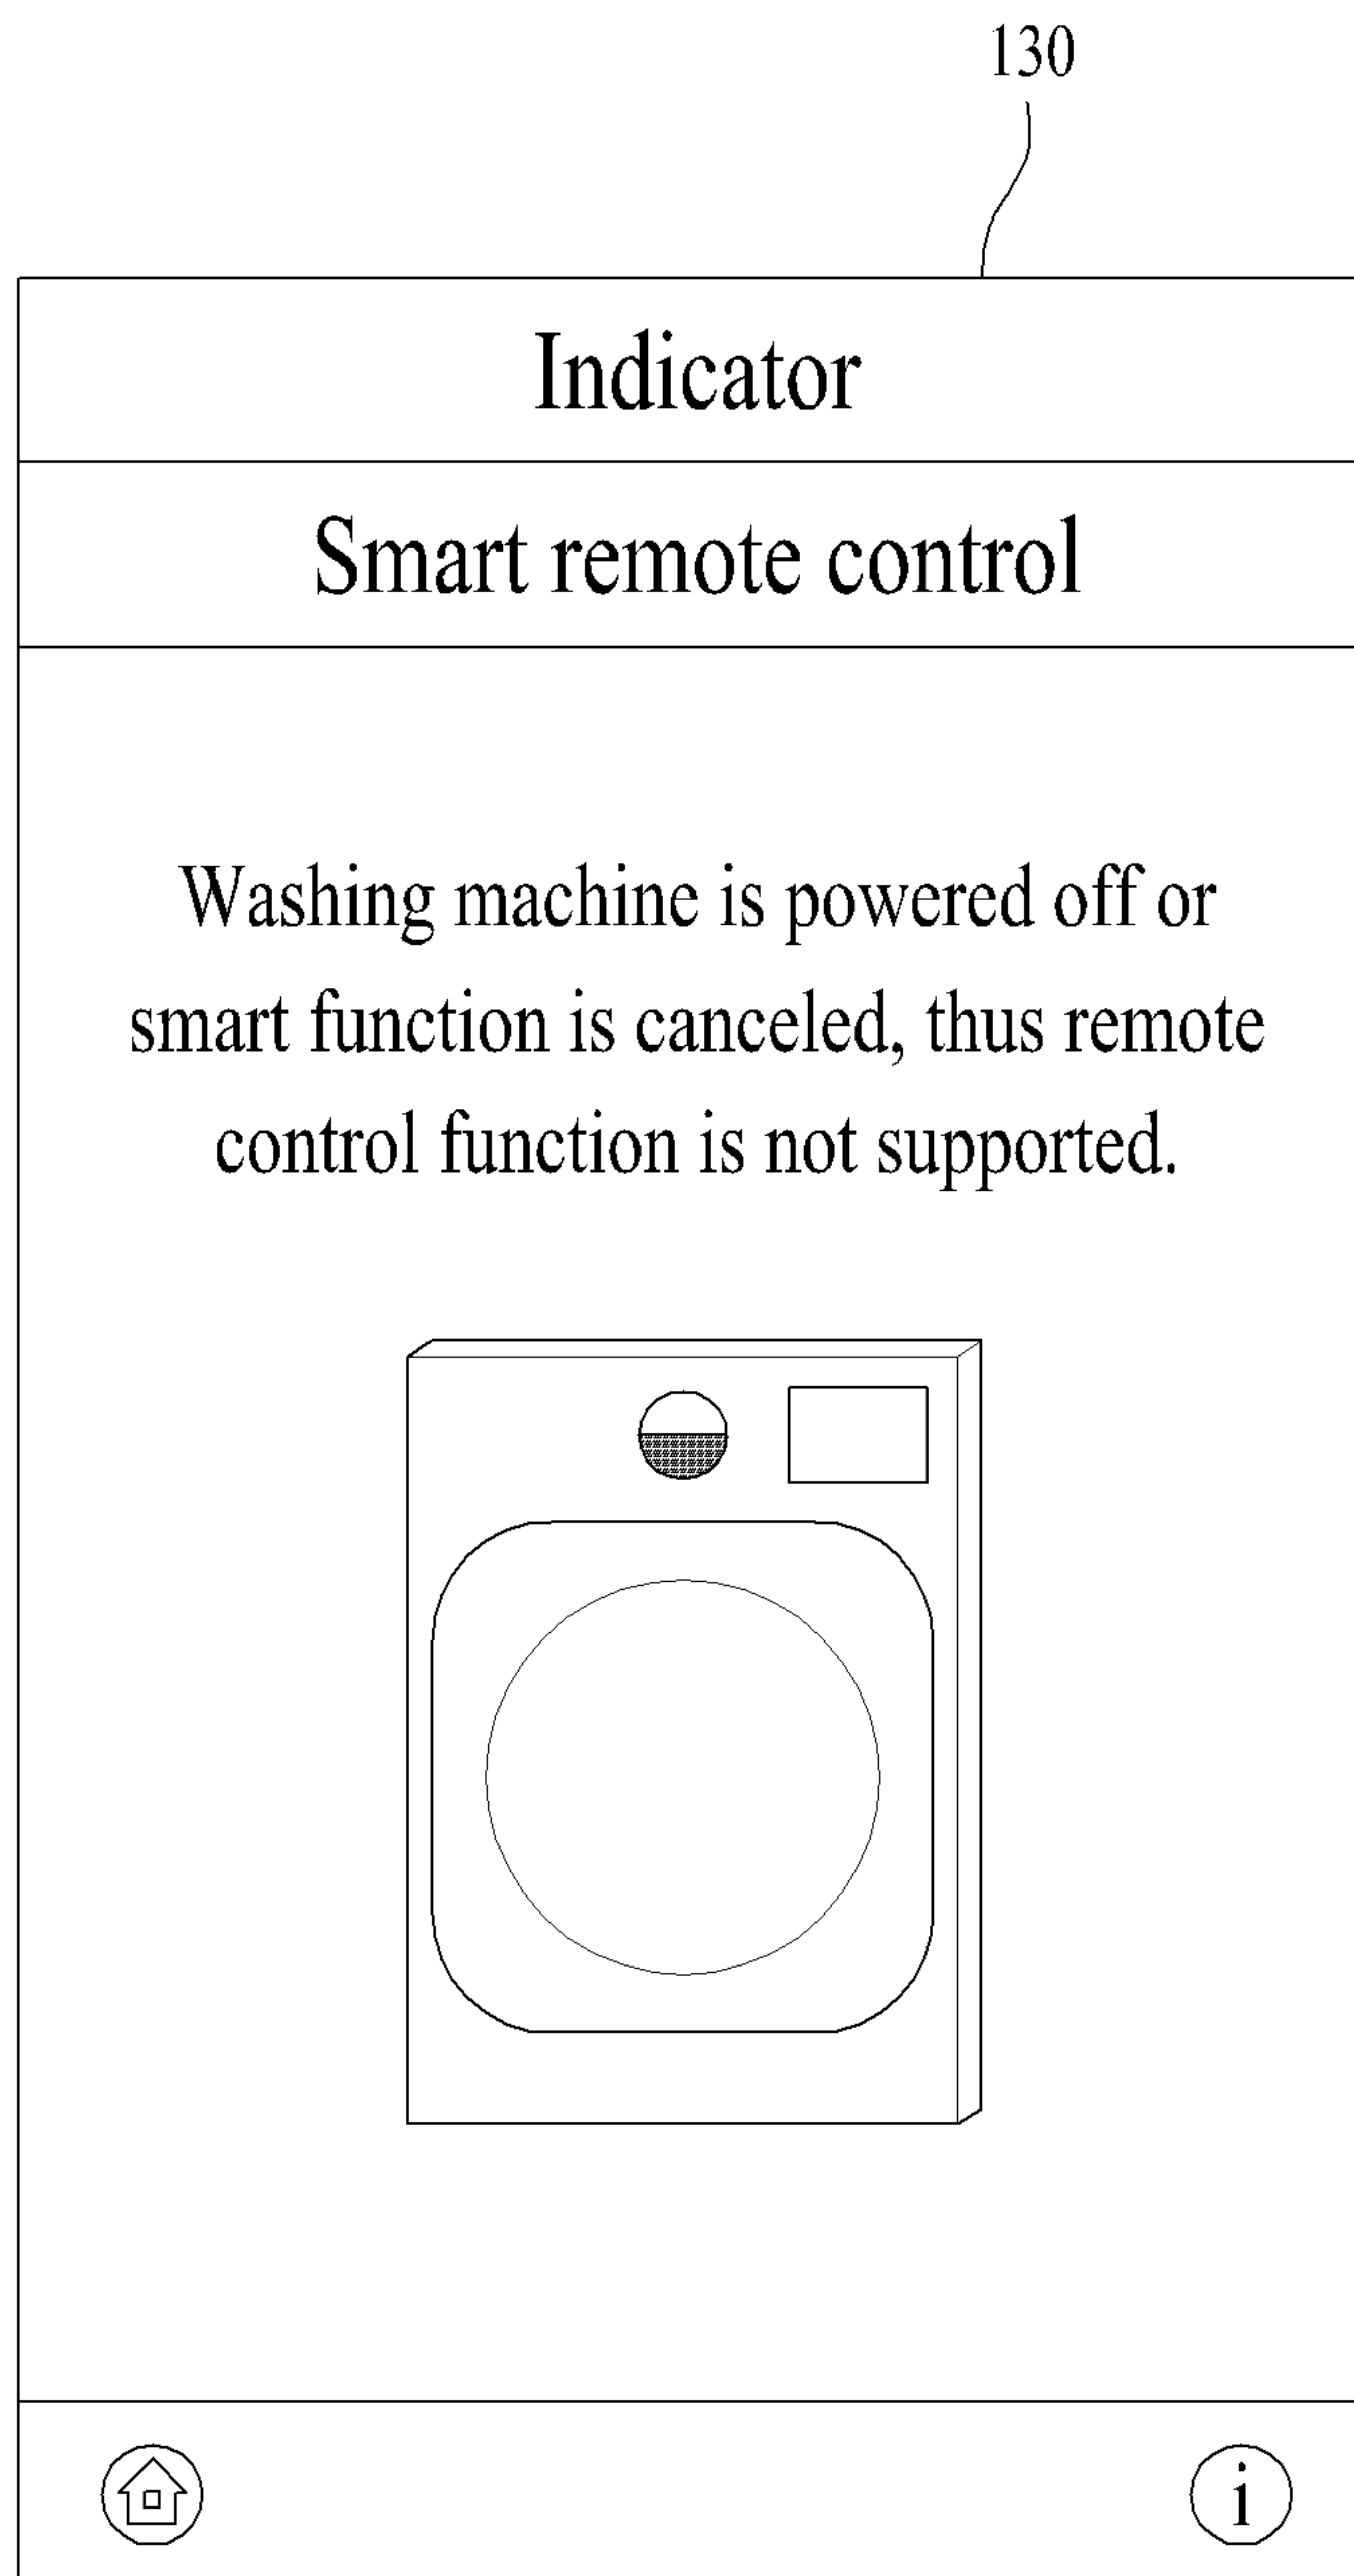 130
Indicator
Smart remote control
Washing machine is powered off or
smart function is canceled, thus remote
control function is not supported.
i